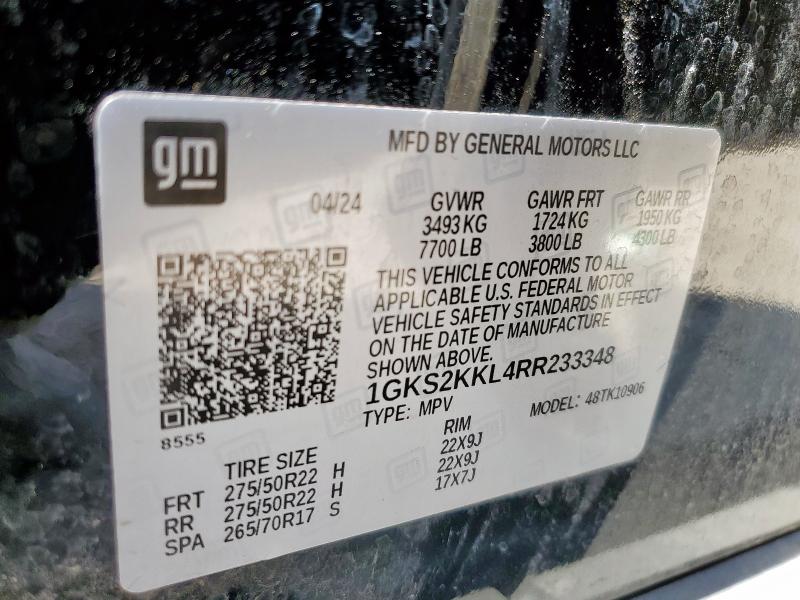 gm
MFD BY GENERAL MOTORS LLC
04/24 GVWR GAWR FRT GAWR RR
3493 KG 1724 KG 1950 KG
7700 LB 3800 LB 4300 LB
THIS VEHICLE CONFORMS TO ALL
APPLICABLE U.S. FEDERAL MOTOR
VEHICLE SAFETY STANDARDS IN EFFECT
ON THE DATE OF MANUFACTURE
SHOWN ABOVE.
1GKS2KKL4RR233348
TYPE: MPV MODEL: 48TK10906
8555
TIRE SIZE RIM
FRT 275/50R22 H 22X9J
RR 275/50R22 H 22X9J
SPA 265/70R17 S 17X7J